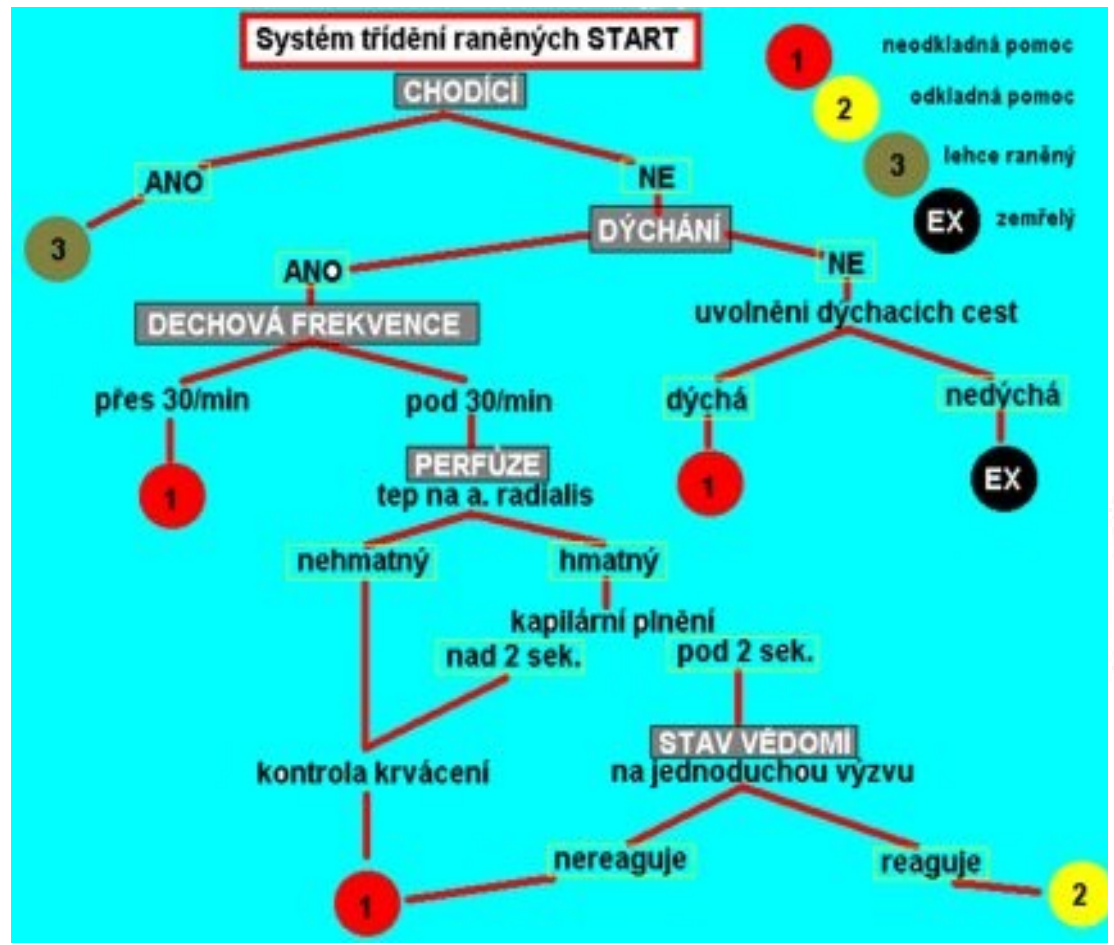 Systém třídění raněných START
1 neodkladná pomoc
2 odkladná pomoc
3 lehce raněný
EX zemřelý
CHODÍCÍ
ANO
NE
3
DÝCHÁNÍ
ANO
NE
DECHOVÁ FREKVENCE
uvolnění dýchacích cest
přes 30/min
pod 30/min
dýchá
nedýchá
1
PERFÚZE
tep na a. radialis
1
EX
nehmatný
hmatný
kapilární plnění
nad 2 sek.
pod 2 sek.
STAV VĚDOMÍ
na jednoduchou výzvu
kontrola krvácení
nereaguje
reaguje
1
2